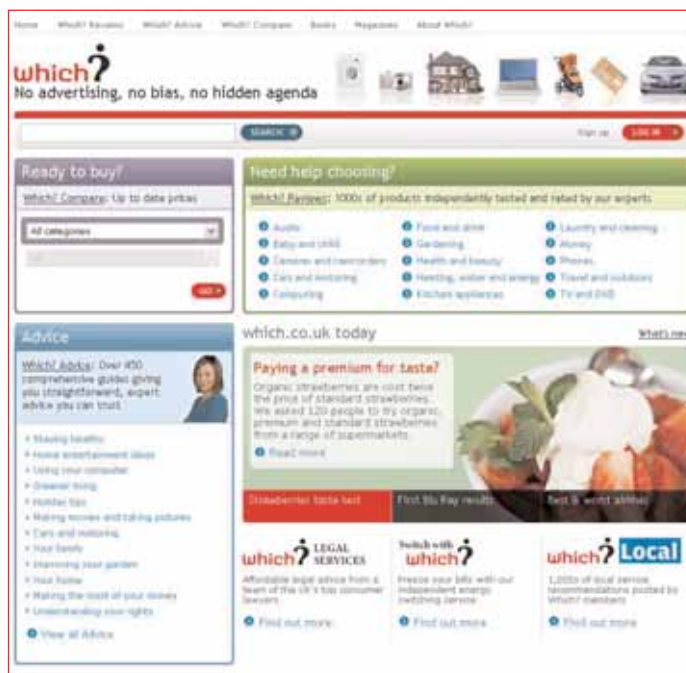 Home Which? Reviews Which? Advice Which? Compare Books Magazines About Which?
which?
No advertising, no bias, no hidden agenda
SEARCH
Sign up LOG IN
Ready to buy?
Which? Compare: Up to date prices
All categories
GO
Need help choosing?
Which? Reviews: 1000s of products independently tested and rated by our experts
Audio
Baby and child
Cameras and camcorders
Cars and motoring
Computing
Food and drink
Gardening
Health and beauty
Heating, water and energy
Kitchen appliances
Laundry and cleaning
Money
Phones
Travel and outdoors
TV and DVD
Advice
Which? Advice: Over 450
comprehensive guides giving
you straightforward, expert
advice you can trust
Staying healthy
Home entertainment ideas
Using your computer
Greener living
Holiday tips
Making movies and taking pictures
Cars and motoring
Your family
Improving your garden
Your home
Making the most of your money
Understanding your rights
View all Advice
which.co.uk today
What's new
Paying a premium for taste?
Organic strawberries can cost twice
the price of standard strawberries.
We asked 120 people to try organic,
premium and standard strawberries
from a range of supermarkets.
Read more
Strawberries taste test
First Blu Ray results
Best & worst airlines
which? LEGAL
SERVICES
Affordable legal advice from a
team of the UK's top consumer
lawyers
Find out more
Switch with
which?
Freeze your bills with our
independent energy
switching service
Find out more
which? Local
1,000s of local service
recommendations posted by
Which? members
Find out more